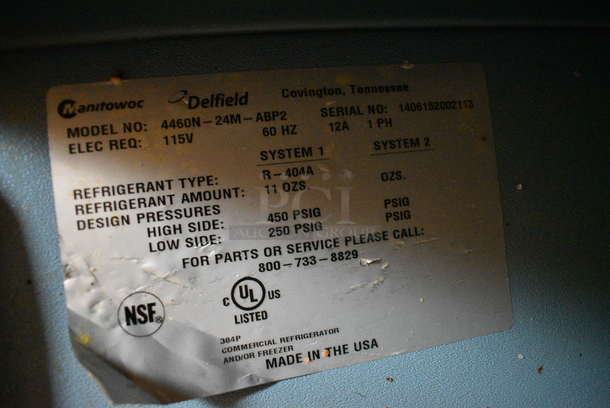 Manitowoc Delfield Covington, Tennessee
MODEL NO: 4460N-24M-ABP2 SERIAL NO: 1406152002113
ELEC REQ: 115V 60 HZ 12A 1 PH
SYSTEM 1 SYSTEM 2
REFRIGERANT TYPE: R-404A
REFRIGERANT AMOUNT: 11 OZS. OZS.
DESIGN PRESSURES
HIGH SIDE: 450 PSIG PSIG
LOW SIDE: 250 PSIG PSIG
FOR PARTS OR SERVICE PLEASE CALL:
800-733-8829
PCI
AUCTION GROUP
NSF®
C UL® US
LISTED
384P
COMMERCIAL REFRIGERATOR
AND/OR FREEZER
MADE IN THE USA